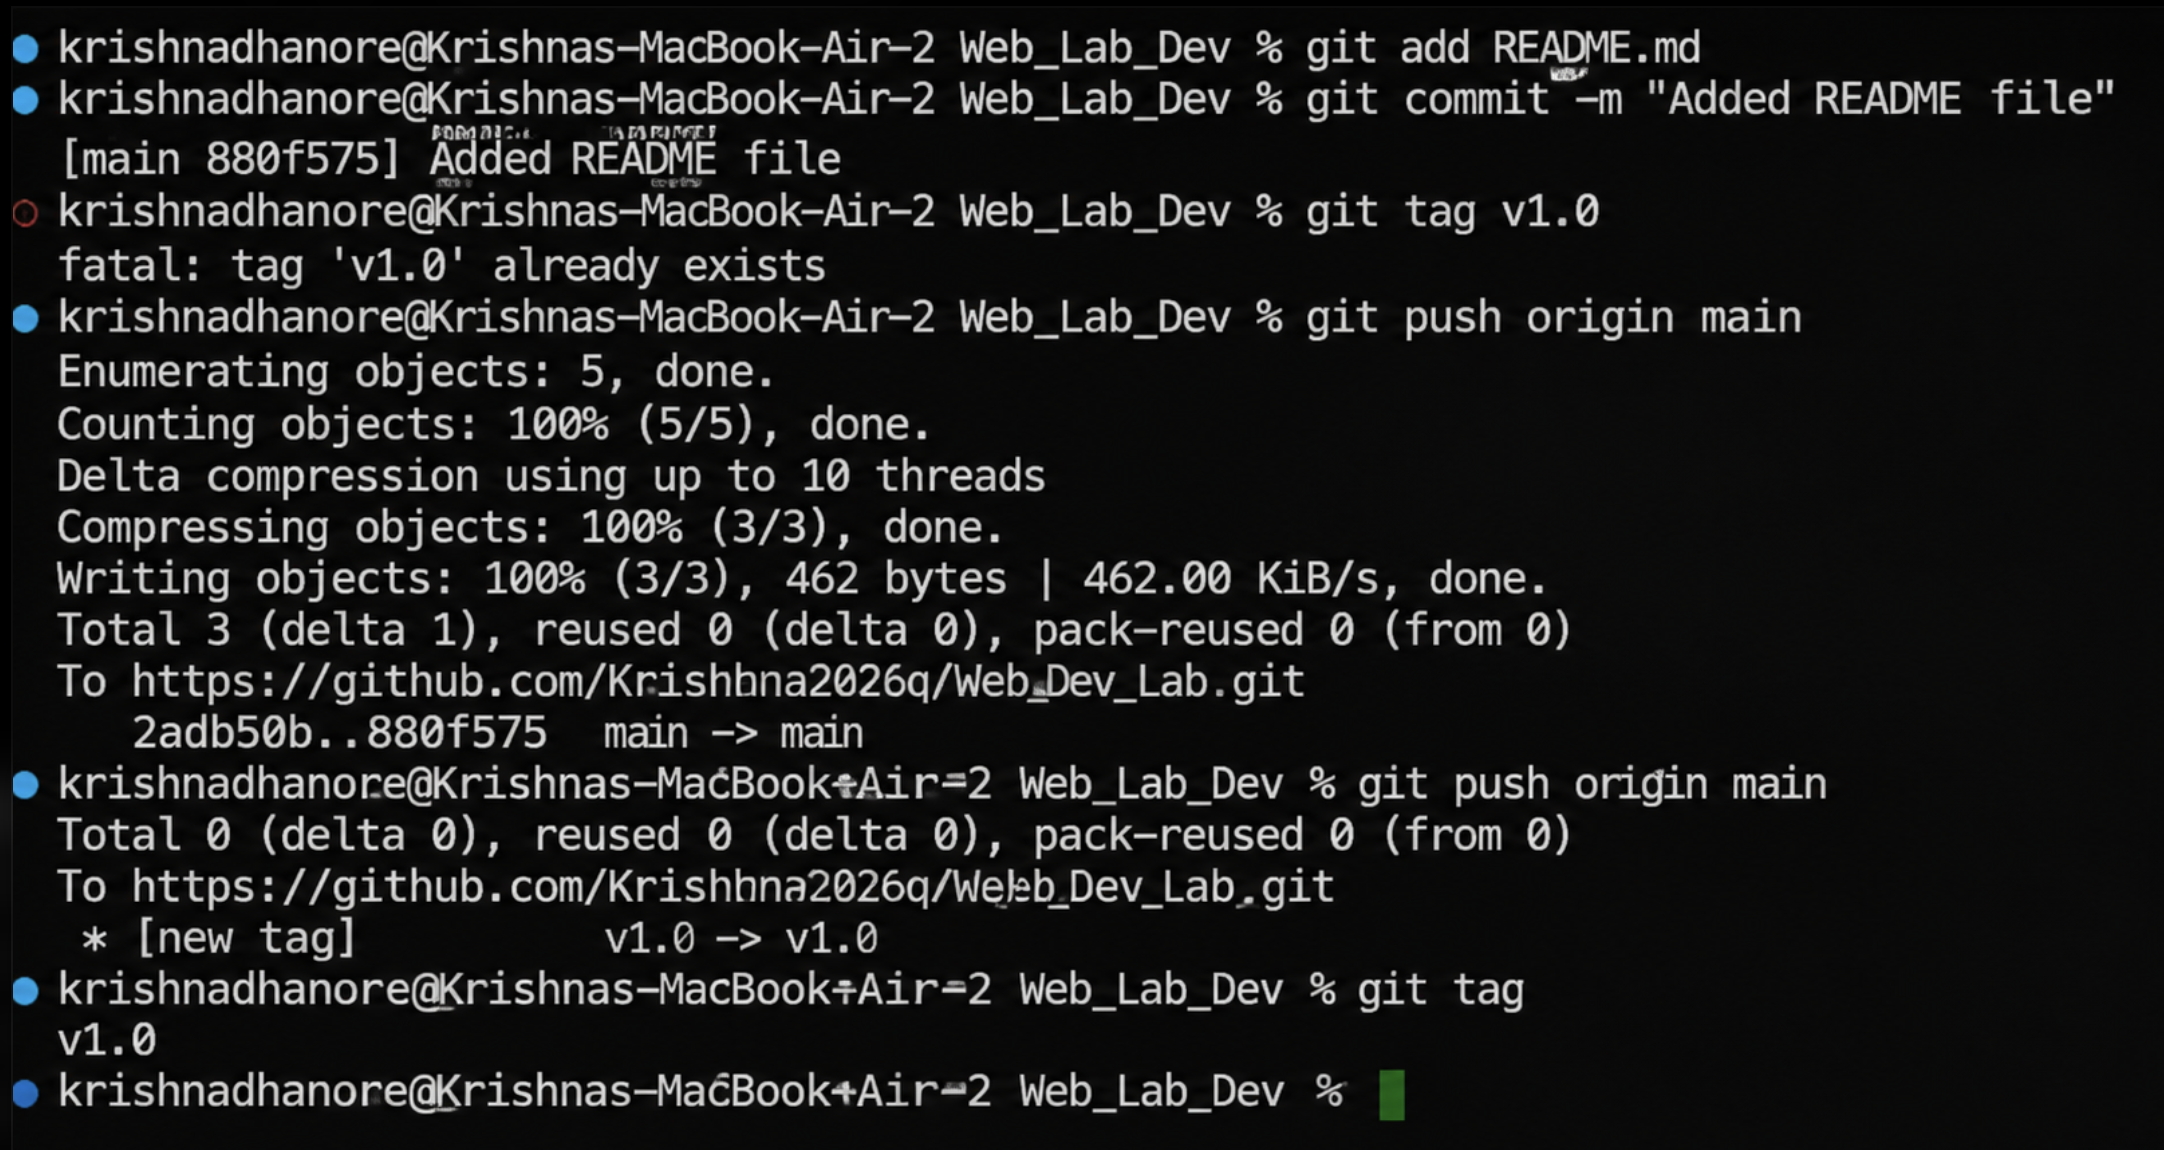 krishnadhanore@Krishnas-MacBook-Air-2 Web_Lab_Dev % git add README.md
krishnadhanore@Krishnas-MacBook-Air-2 Web_Lab_Dev % git commit -m "Added README file"
[main 880f575] Added README file
krishnadhanore@Krishnas-MacBook-Air-2 Web_Lab_Dev % git tag v1.0
fatal: tag 'v1.0' already exists
krishnadhanore@Krishnas-MacBook-Air-2 Web_Lab_Dev % git push origin main
Enumerating objects: 5, done.
Counting objects: 100% (5/5), done.
Delta compression using up to 10 threads
Compressing objects: 100% (3/3), done.
Writing objects: 100% (3/3), 462 bytes | 462.00 KiB/s, done.
Total 3 (delta 1), reused 0 (delta 0), pack-reused 0 (from 0)
To https://github.com/Krishhna2026q/Web_Dev_Lab.git
2adb50b..880f575 main -> main
krishnadhanore@Krishnas-MacBook-Air-2 Web_Lab_Dev % git push origin main
Total 0 (delta 0), reused 0 (delta 0), pack-reused 0 (from 0)
To
* [new tag] v1.0 -> v1.0
krishnadhanore@Krishnas-MacBook-Air-2 Web_Lab_Dev % git tag
v1.0
krishnadhanore@Krishnas-MacBook-Air-2 Web_Lab_Dev %